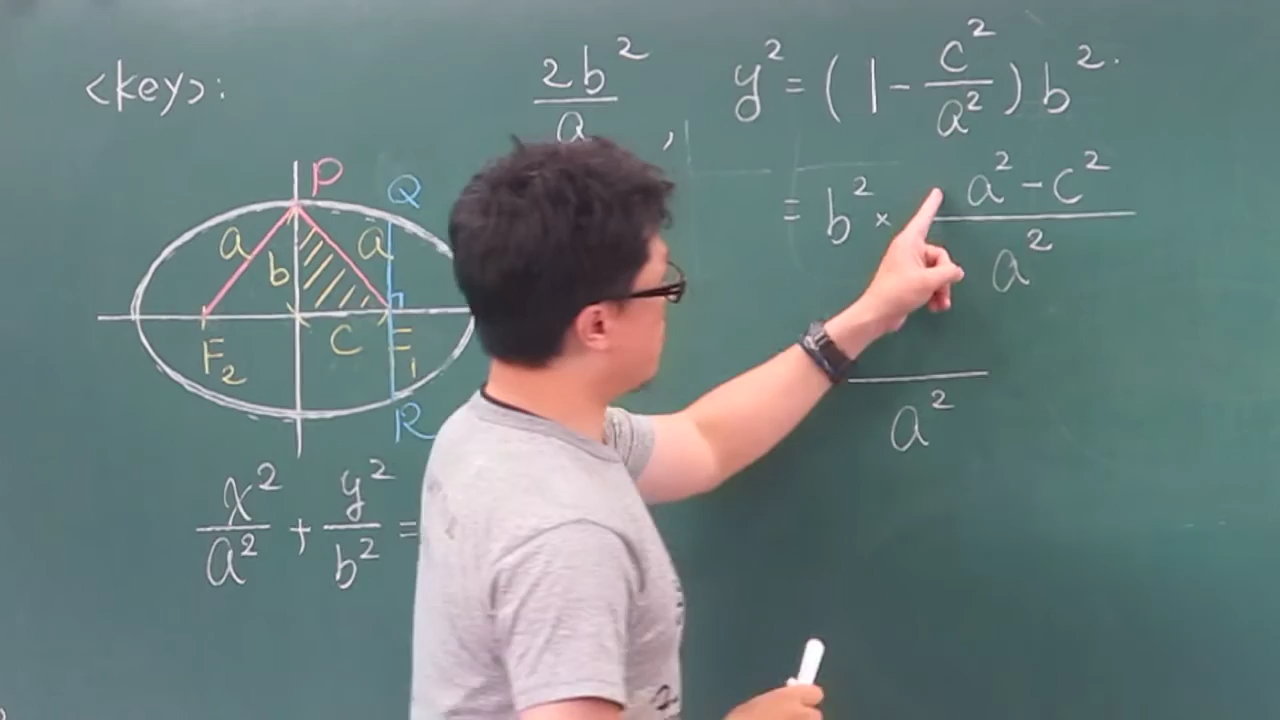 <key>:
2b²/a ,
y² = (1 - c²/a²) b².
= b² × (a² - c²)/a²
/a²
P
Q
a
b
a
C
F₂
F₁
R
x²/a² + y²/b² =